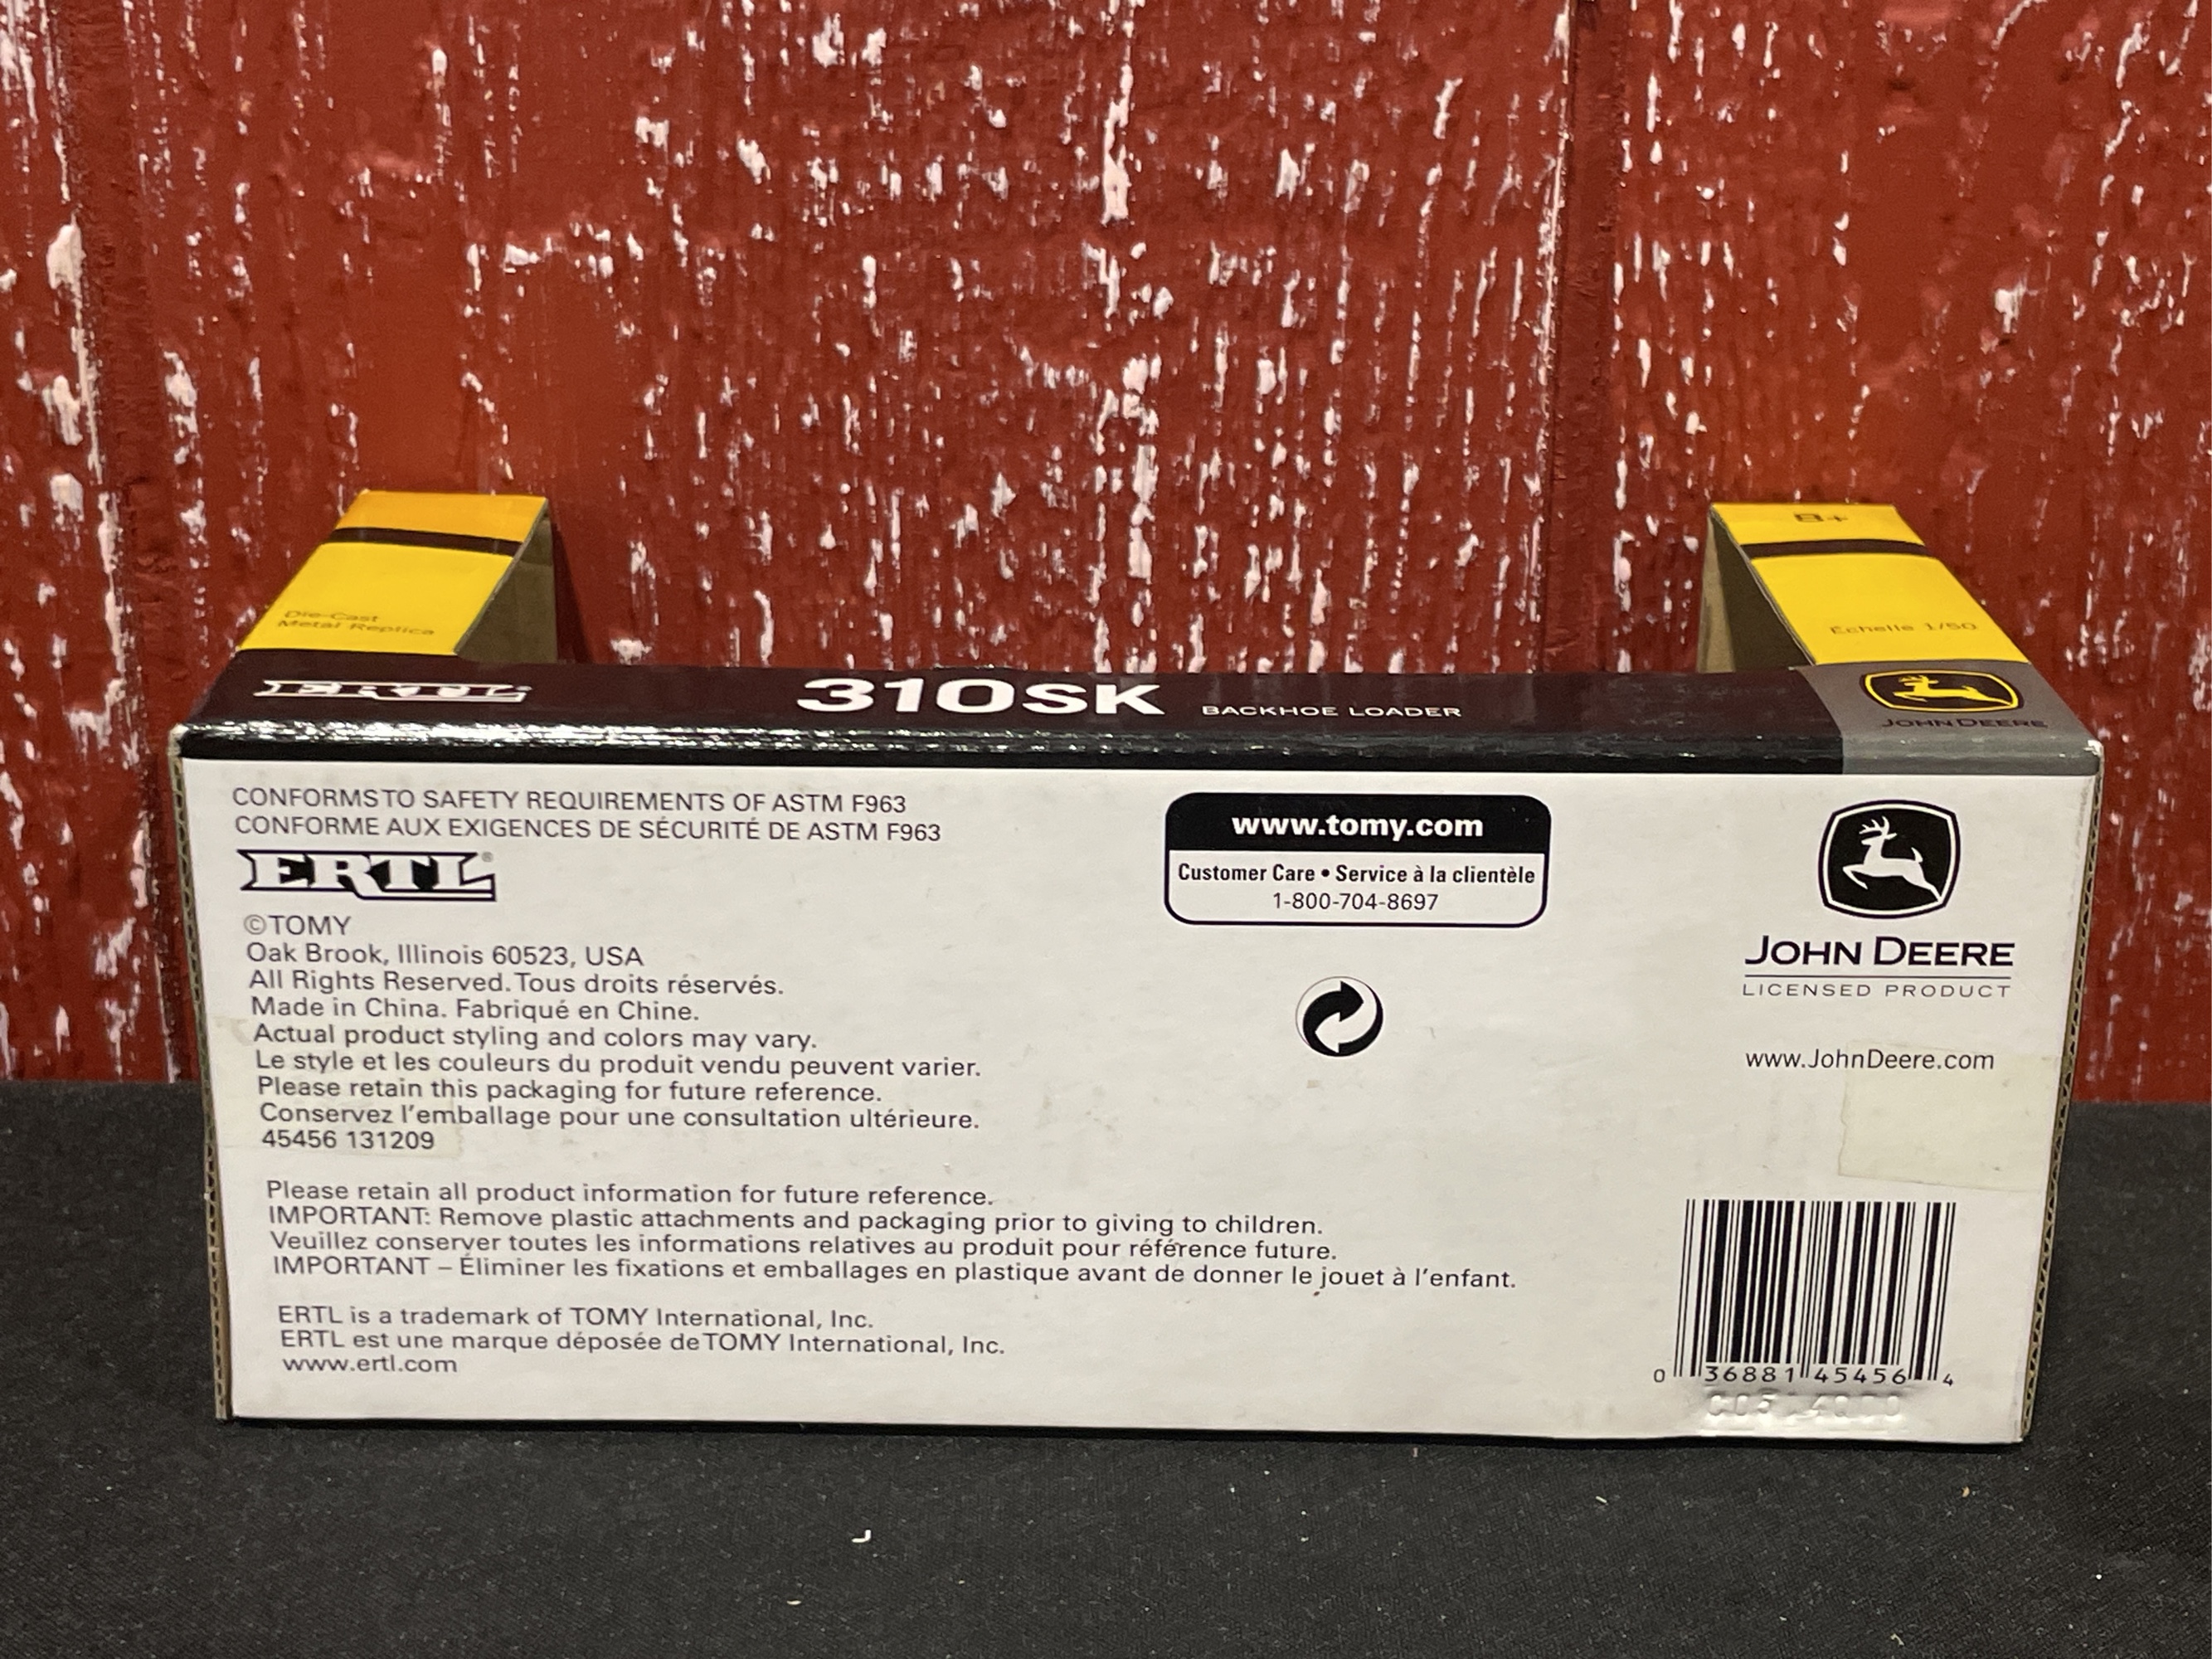 8+
Die-Cast
Metal Replica
Échelle 1/50
ERTL
310SK BACKHOE LOADER
JOHN DEERE
CONFORMS TO SAFETY REQUIREMENTS OF ASTM F963
CONFORME AUX EXIGENCES DE SÉCURITÉ DE ASTM F963
ERTL®
©TOMY
Oak Brook, Illinois 60523, USA
All Rights Reserved. Tous droits réservés.
Made in China. Fabriqué en Chine.
Actual product styling and colors may vary.
Le style et les couleurs du produit vendu peuvent varier.
Please retain this packaging for future reference.
Conservez l'emballage pour une consultation ultérieure.
45456 131209
Please retain all product information for future reference.
IMPORTANT: Remove plastic attachments and packaging prior to giving to children.
Veuillez conserver toutes les informations relatives au produit pour référence future.
IMPORTANT – Éliminer les fixations et emballages en plastique avant de donner le jouet à l'enfant.
ERTL is a trademark of TOMY International, Inc.
ERTL est une marque déposée de TOMY International, Inc.
www.ertl.com
www.tomy.com
Customer Care • Service à la clientèle
1-800-704-8697
JOHN DEERE
LICENSED PRODUCT
www.JohnDeere.com
0 36881 45456 4